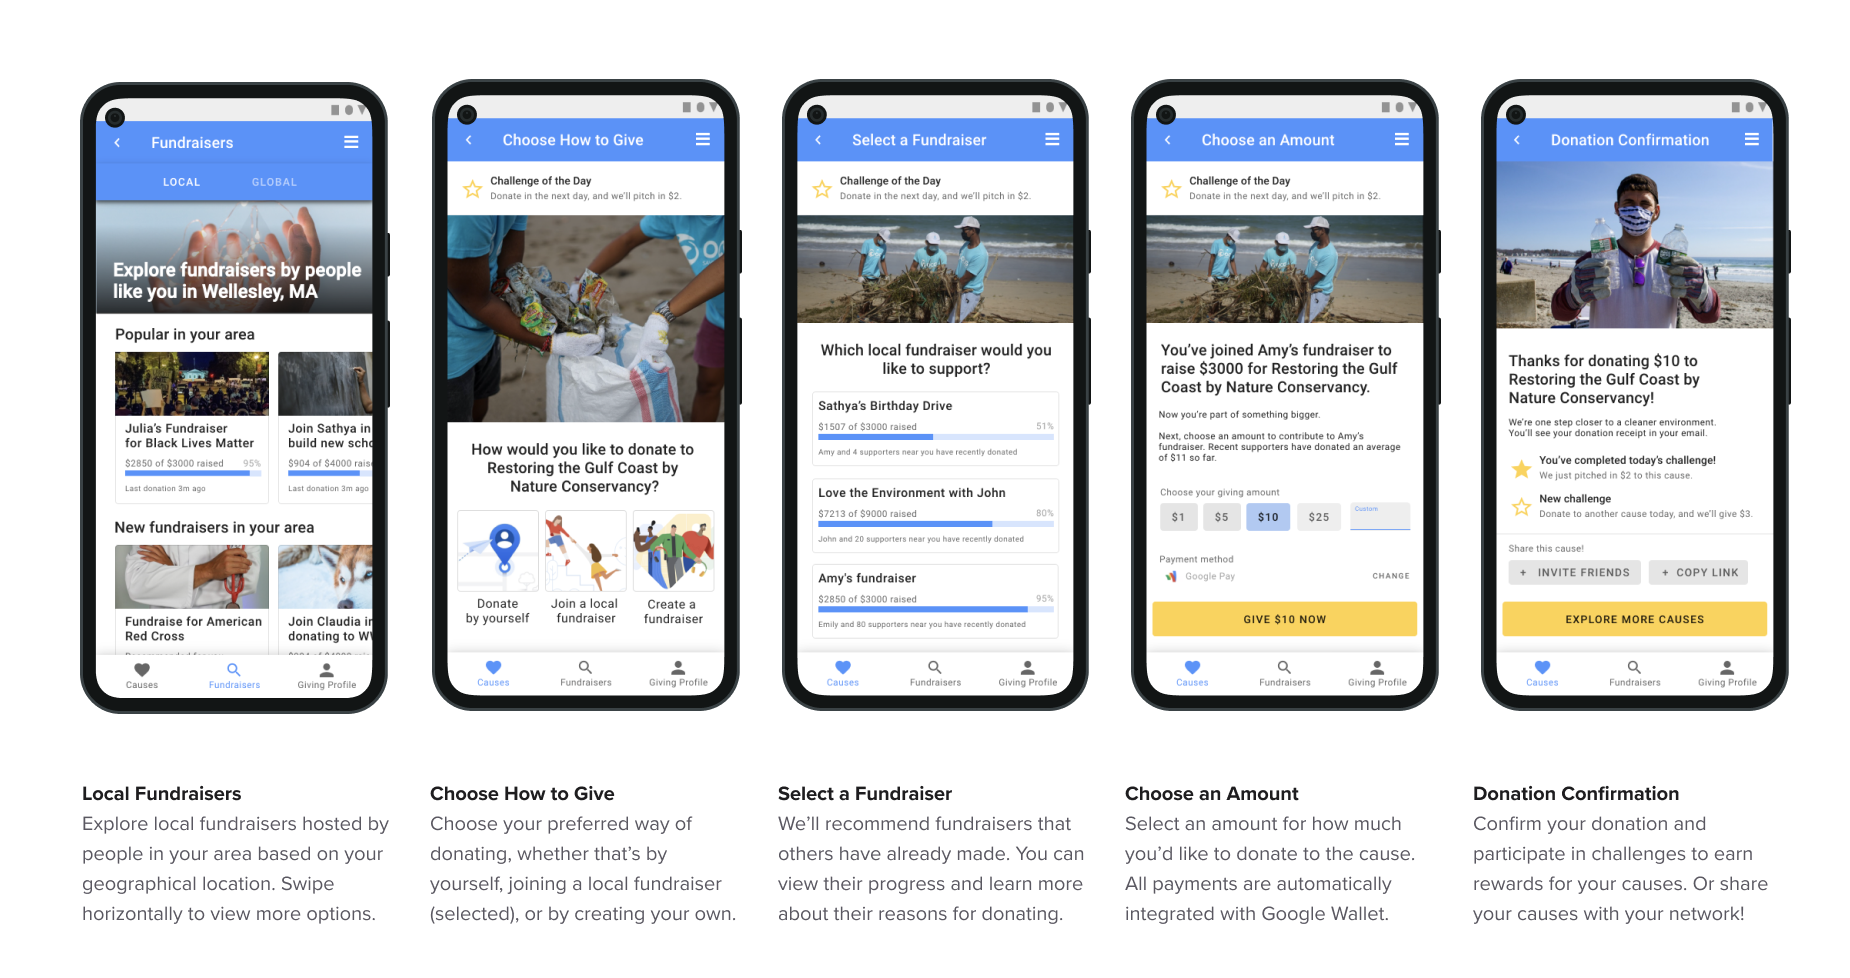 Fundraisers
LOCAL GLOBAL
Explore fundraisers by people
like you in Wellesley, MA
Popular in your area
Julia's Fundraiser
for Black Lives Matter
$2850 of $3000 raised 95%
Last donation 3m ago
Join Sathya in
build new scho
$904 of $4000 raise
Last donation 3m ago
New fundraisers in your area
Fundraise for American
Red Cross
Join Claudia in
donating to WW
Causes Fundraisers Giving Profile
Choose How to Give
Challenge of the Day
Donate in the next day, and we'll pitch in $2.
How would you like to donate to
Restoring the Gulf Coast by
Nature Conservancy?
Donate
by yourself
Join a local
fundraiser
Create a
fundraiser
Causes Fundraisers Giving Profile
Select a Fundraiser
Challenge of the Day
Donate in the next day, and we'll pitch in $2.
Which local fundraiser would you
like to support?
Sathya's Birthday Drive
$1507 of $3000 raised 51%
Amy and 4 supporters near you have recently donated
Love the Environment with John
$7213 of $9000 raised 80%
John and 20 supporters near you have recently donated
Amy's fundraiser
$2850 of $3000 raised 95%
Emily and 80 supporters near you have recently donated
Causes Fundraisers Giving Profile
Choose an Amount
Challenge of the Day
Donate in the next day, and we'll pitch in $2.
You've joined Amy's fundraiser to
raise $3000 for Restoring the Gulf
Coast by Nature Conservancy.
Now you're part of something bigger.
Next, choose an amount to contribute to Amy's
fundraiser. Recent supporters have donated an average
of $11 so far.
Choose your giving amount
$1 $5 $10 $25 Custom
Payment method
Google Pay CHANGE
GIVE $10 NOW
Causes Fundraisers Giving Profile
Donation Confirmation
Thanks for donating $10 to
Restoring the Gulf Coast by
Nature Conservancy!
We're one step closer to a cleaner environment.
You'll see your donation receipt in your email.
You've completed today's challenge!
We just pitched in $2 to this cause.
New challenge
Donate to another cause today, and we'll give $3.
Share this cause!
+ INVITE FRIENDS + COPY LINK
EXPLORE MORE CAUSES
Causes Fundraisers Giving Profile
Local Fundraisers
Explore local fundraisers hosted by
people in your area based on your
geographical location. Swipe
horizontally to view more options.
Choose How to Give
Choose your preferred way of
donating, whether that's by
yourself, joining a local fundraiser
(selected), or by creating your own.
Select a Fundraiser
We'll recommend fundraisers that
others have already made. You can
view their progress and learn more
about their reasons for donating.
Choose an Amount
Select an amount for how much
you'd like to donate to the cause.
All payments are automatically
integrated with Google Wallet.
Donation Confirmation
Confirm your donation and
participate in challenges to earn
rewards for your causes. Or share
your causes with your network!